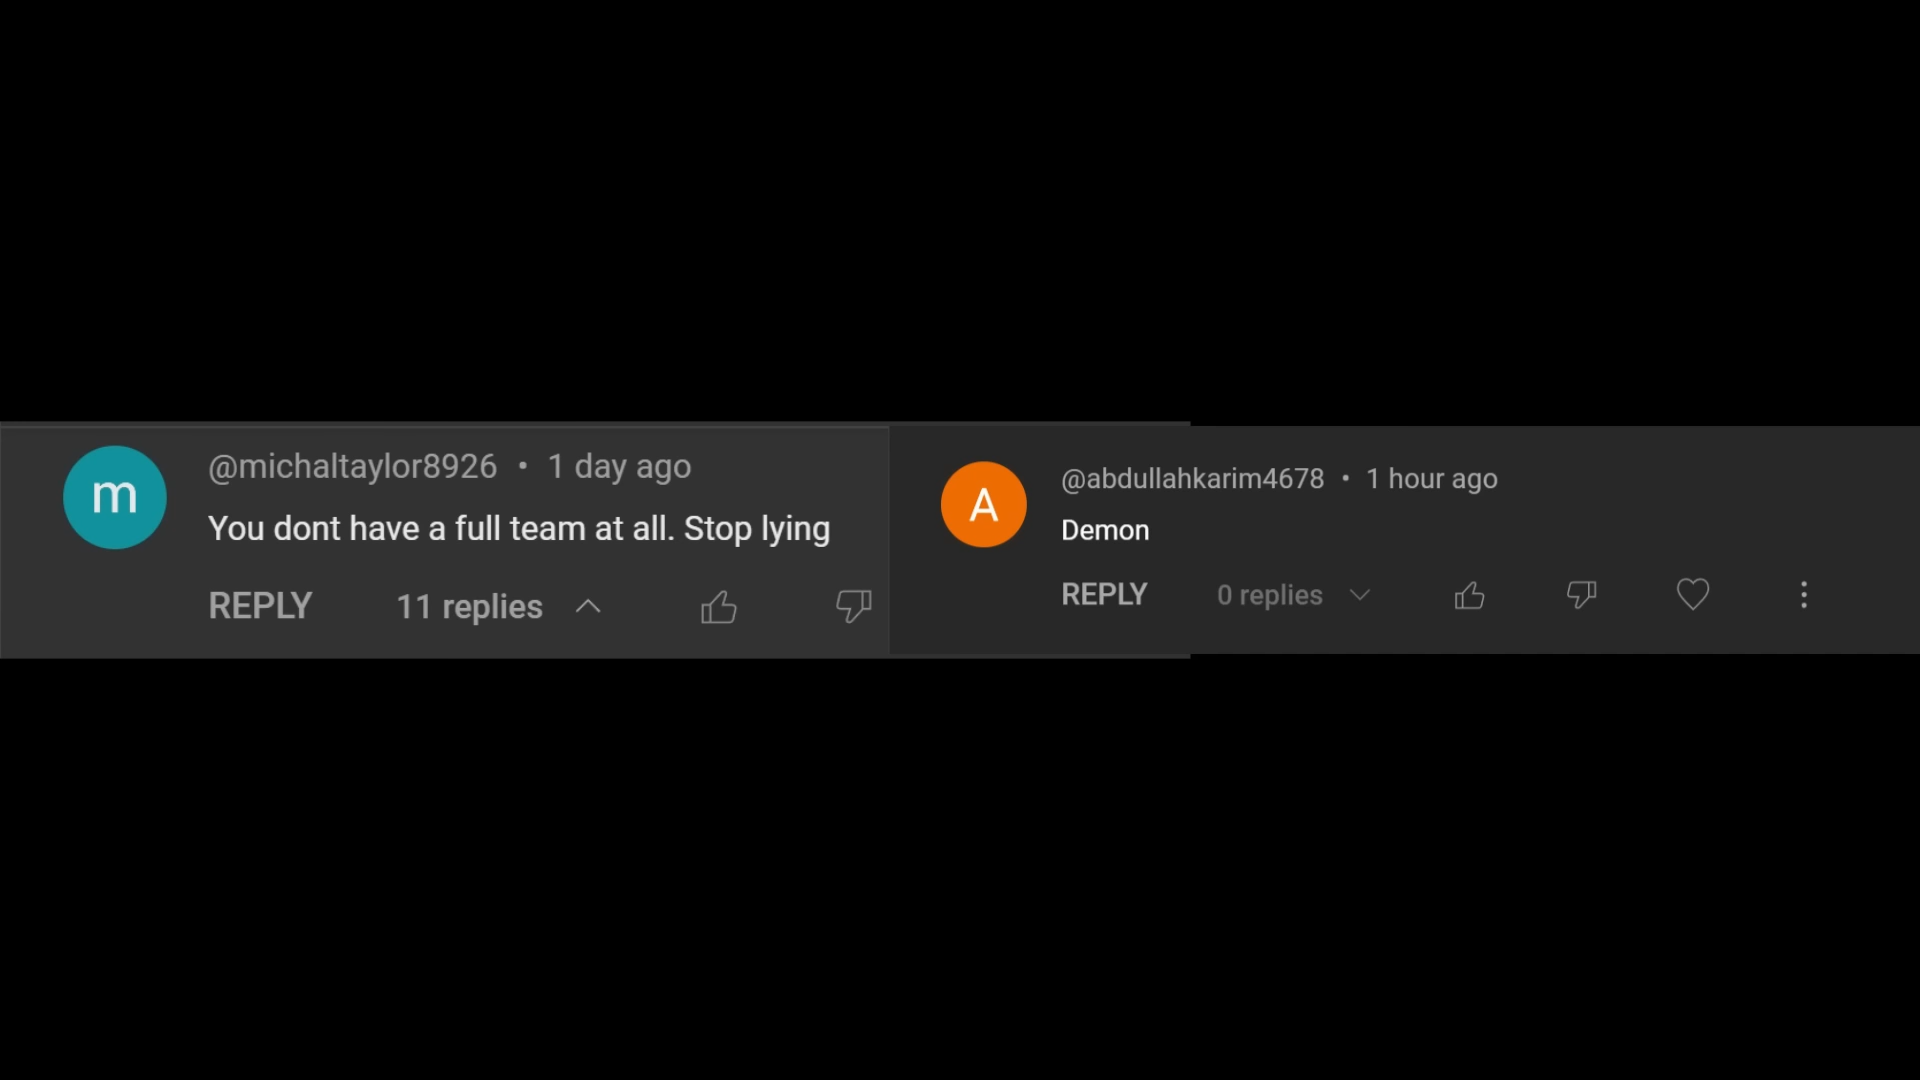 m
@michaltaylor8926 • 1 day ago
You dont have a full team at all. Stop lying
REPLY 11 replies
A
@abdullahkarim4678 • 1 hour ago
Demon
REPLY 0 replies